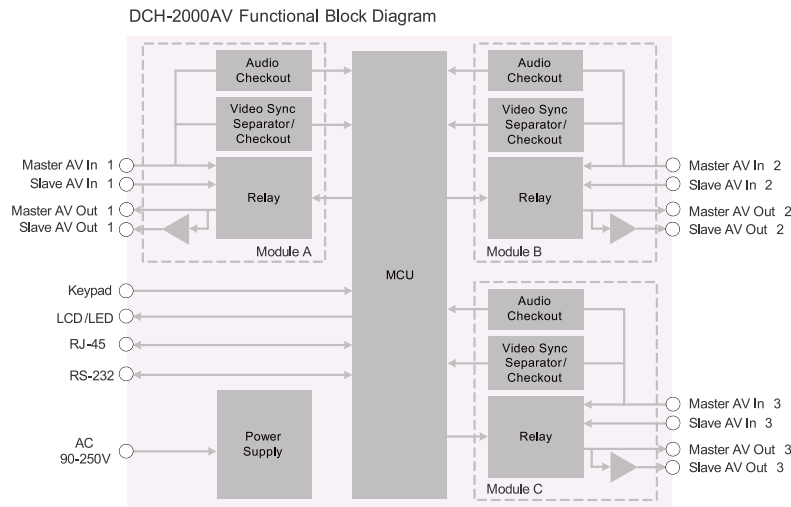 DCH-2000AV Functional Block Diagram
Audio
Checkout
Video Sync
Separator/
Checkout
Relay
Module A
Master AV In 1
Slave AV In 1
Master AV Out 1
Slave AV Out 1
Keypad
LCD/LED
RJ-45
RS-232
AC
90-250V
Power
Supply
MCU
Audio
Checkout
Video Sync
Separator/
Checkout
Relay
Module B
Master AV In 2
Slave AV In 2
Master AV Out 2
Slave AV Out 2
Audio
Checkout
Video Sync
Separator/
Checkout
Relay
Module C
Master AV In 3
Slave AV In 3
Master AV Out 3
Slave AV Out 3